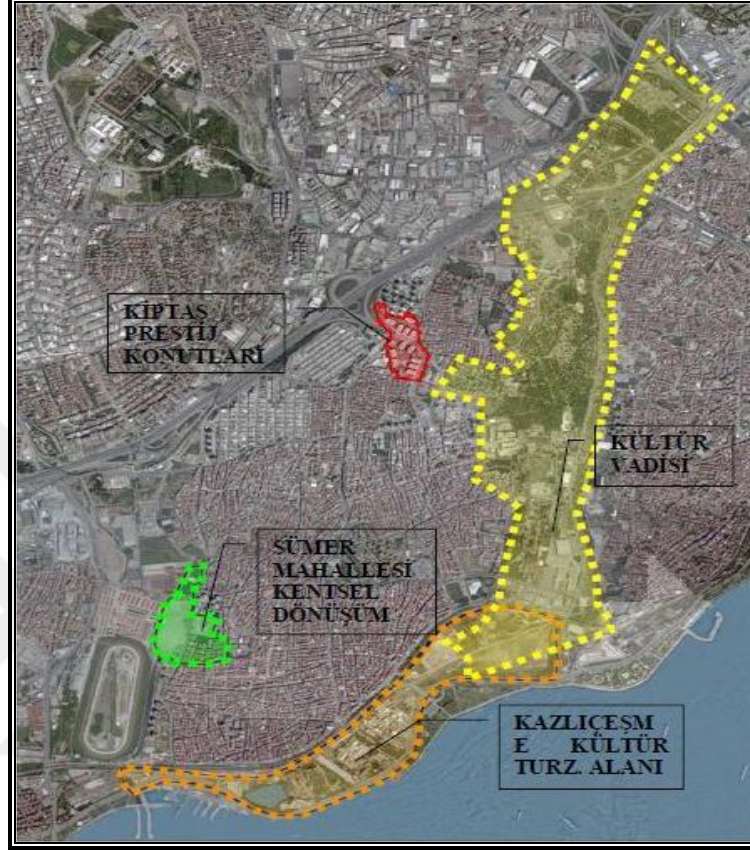 KİPTAŞ
PRESTİJ
KONUTLARİ
KÜLTÜR
VADİSİ
SÜMER
MAHALLESİ
KENTSEL
DÖNÜŞÜM
KAZLIÇEŞM
E KÜLTÜR
TURZ. ALANI